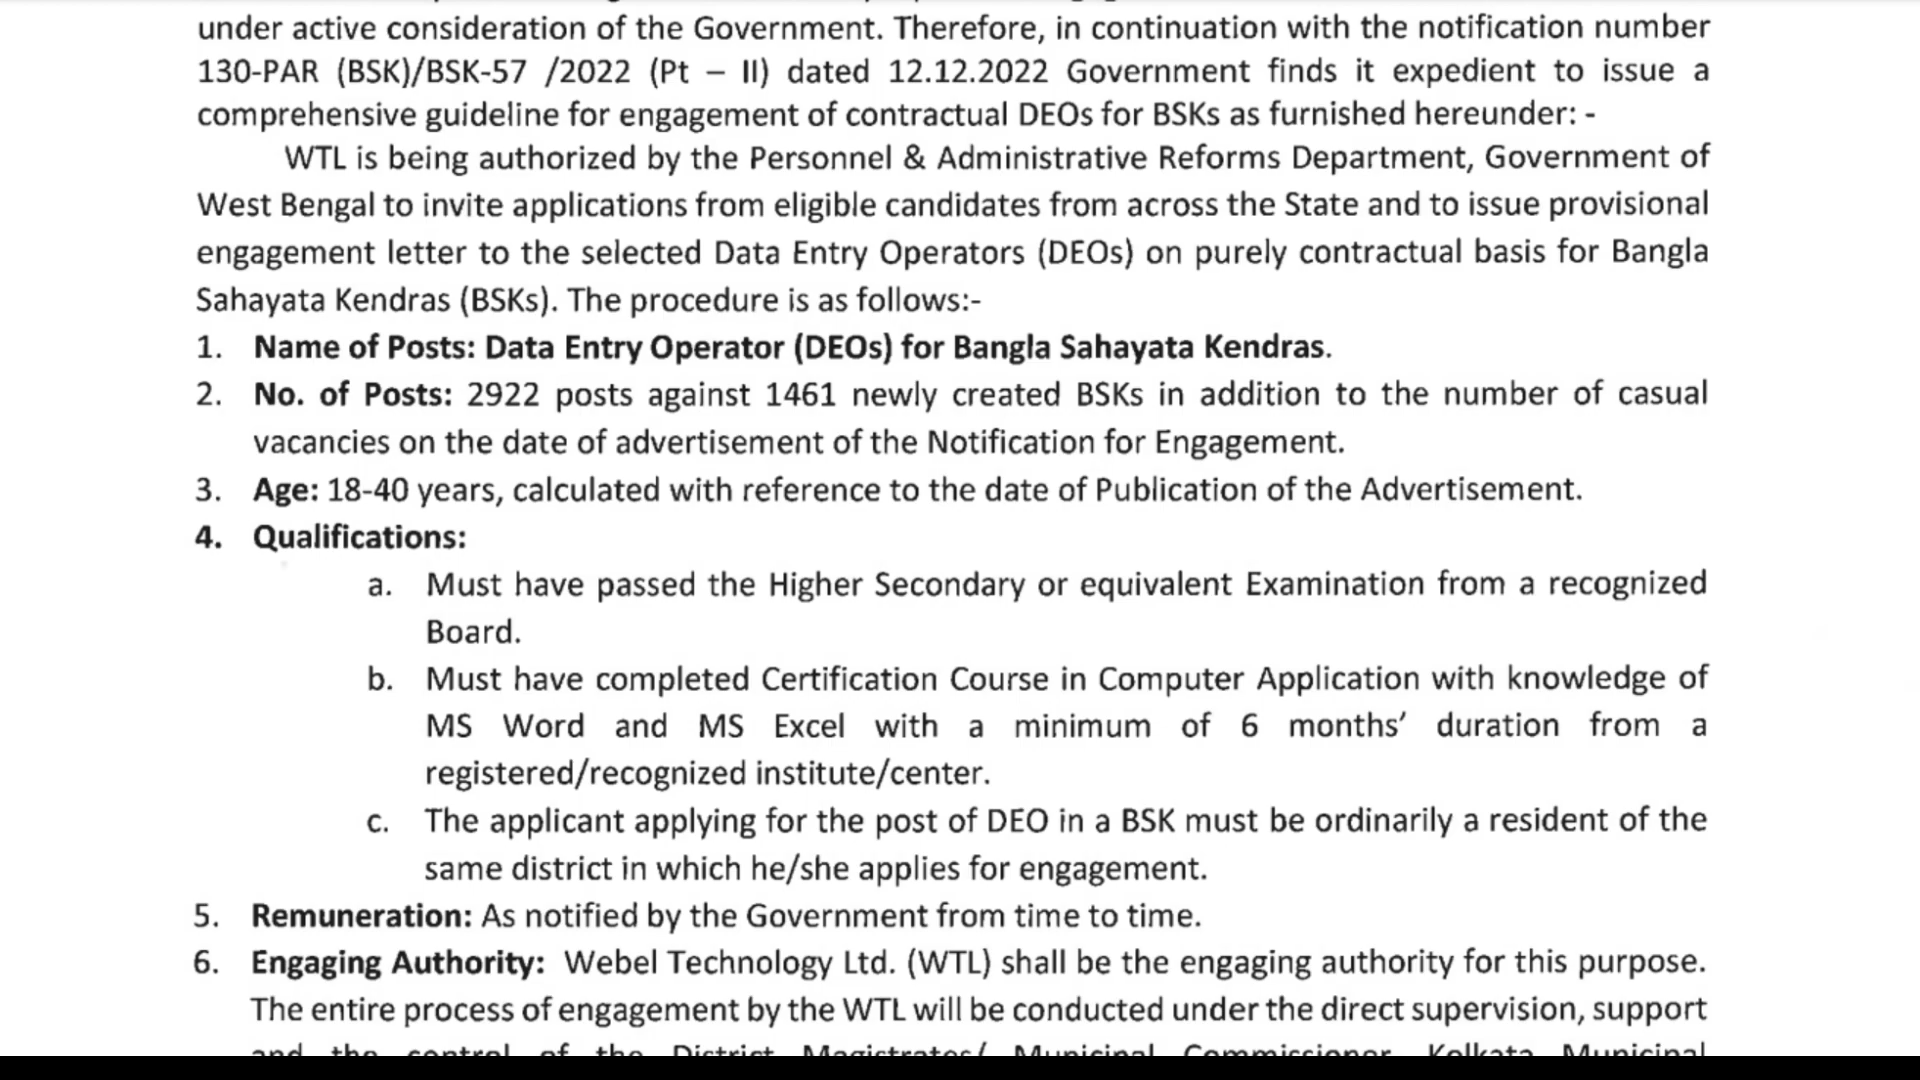 under active consideration of the Government. Therefore, in continuation with the notification number
130-PAR (BSK)/BSK-57 /2022 (Pt – II) dated 12.12.2022 Government finds it expedient to issue a
comprehensive guideline for engagement of contractual DEOs for BSKs as furnished hereunder: -
WTL is being authorized by the Personnel & Administrative Reforms Department, Government of
West Bengal to invite applications from eligible candidates from across the State and to issue provisional
engagement letter to the selected Data Entry Operators (DEOs) on purely contractual basis for Bangla
Sahayata Kendras (BSKs). The procedure is as follows:-
1. Name of Posts: Data Entry Operator (DEOs) for Bangla Sahayata Kendras.
2. No. of Posts: 2922 posts against 1461 newly created BSKs in addition to the number of casual
vacancies on the date of advertisement of the Notification for Engagement.
3. Age: 18-40 years, calculated with reference to the date of Publication of the Advertisement.
4. Qualifications:
a. Must have passed the Higher Secondary or equivalent Examination from a recognized
Board.
b. Must have completed Certification Course in Computer Application with knowledge of
MS Word and MS Excel with a minimum of 6 months’ duration from a
registered/recognized institute/center.
c. The applicant applying for the post of DEO in a BSK must be ordinarily a resident of the
same district in which he/she applies for engagement.
5. Remuneration: As notified by the Government from time to time.
6. Engaging Authority: Webel Technology Ltd. (WTL) shall be the engaging authority for this purpose.
The entire process of engagement by the WTL will be conducted under the direct supervision, support
and the control of the District Magistrates/ Municipal Commissioner, Kolkata Municipal